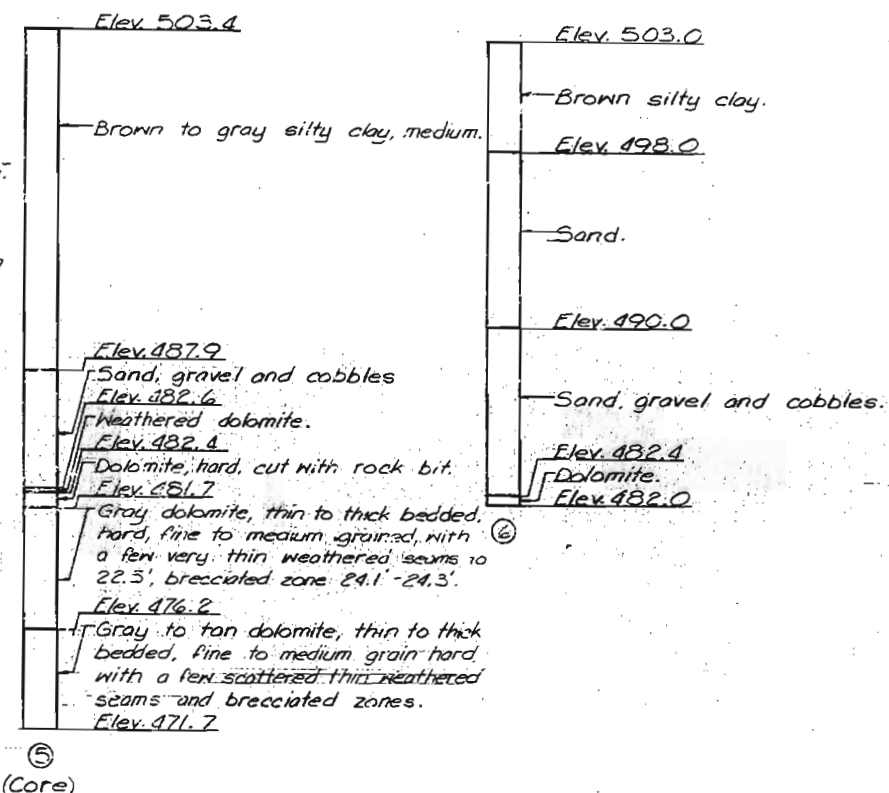 Elev. 503.4
Brown to gray silty clay, medium.
Elev. 487.9
Sand, gravel and cobbles
Elev. 482.6
Weathered dolomite.
Elev. 482.4
Dolomite, hard, cut with rock bit.
Elev. 481.7
Gray dolomite, thin to thick bedded,
hard, fine to medium grained, with
a few very thin weathered seams to
22.5', brecciated zone 24.1'-24.3'.
Elev. 476.2
Gray to tan dolomite, thin to thick
bedded, fine to medium grain hard
with a few scattered thin weathered
seams and brecciated zones.
Elev. 471.7
5
(Core)
Elev. 503.0
Brown silty clay.
Elev. 498.0
Sand.
Elev. 490.0
Sand, gravel and cobbles.
Elev. 482.4
Dolomite.
Elev. 482.0
6